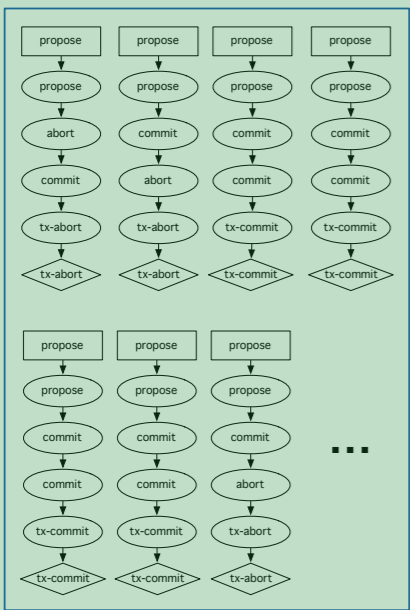 propose propose propose propose
propose propose propose propose
abort commit commit commit
commit abort commit commit
tx-abort tx-abort tx-commit tx-commit
tx-abort tx-abort tx-commit tx-commit
propose propose propose
propose propose propose
commit commit commit
commit commit abort
tx-commit tx-commit tx-abort
tx-commit tx-commit tx-abort
...